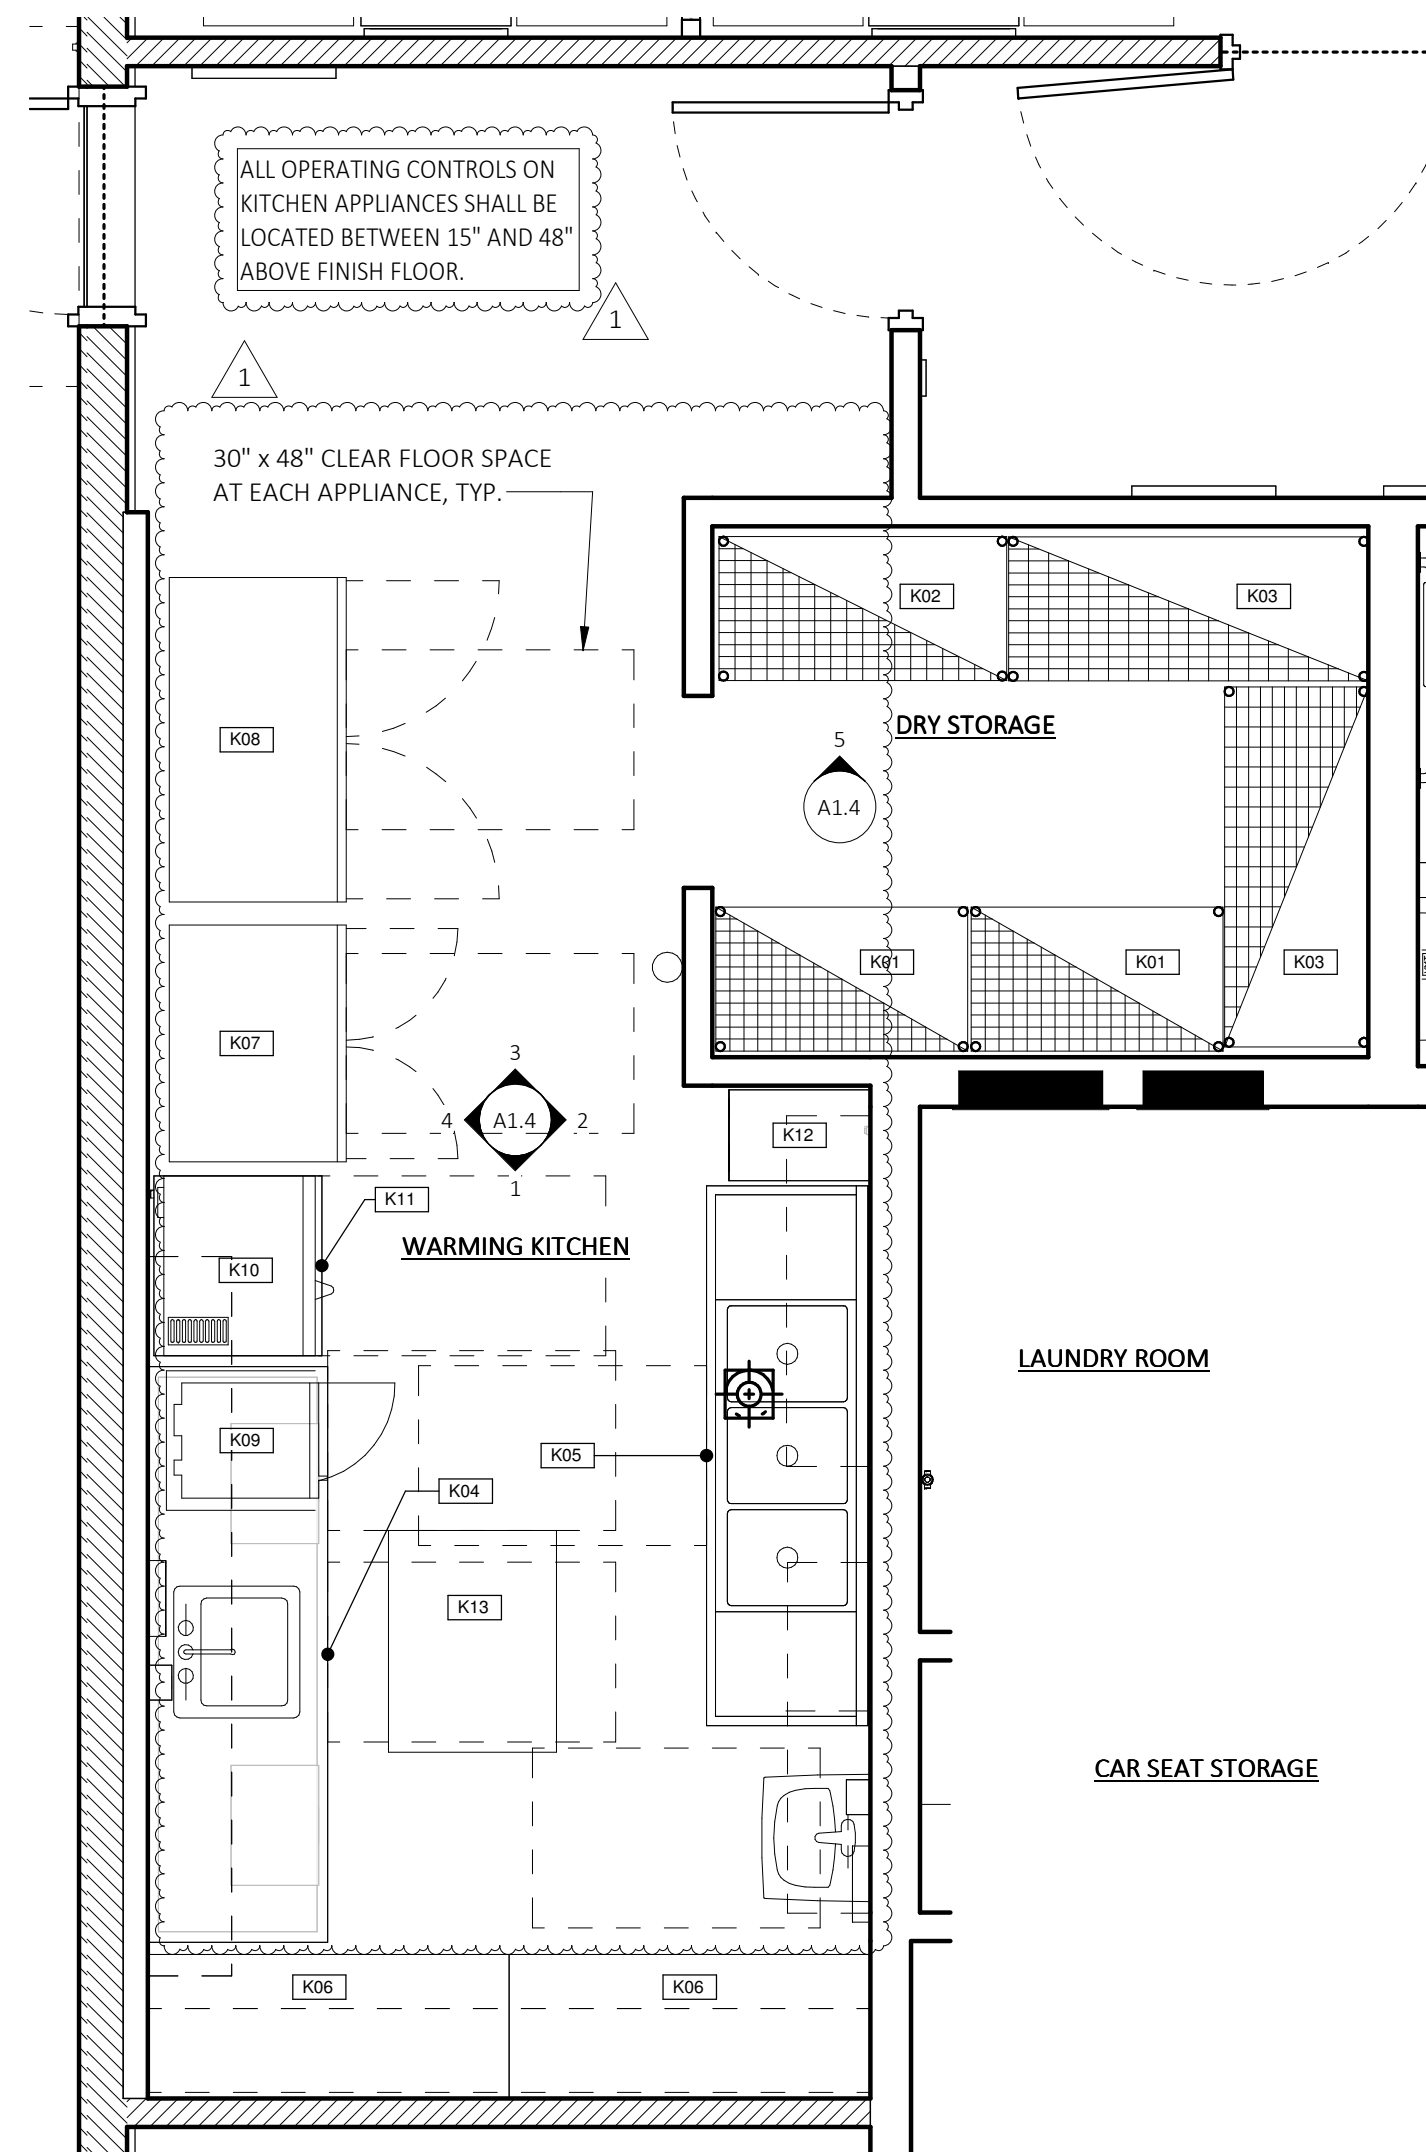 ALL OPERATING CONTROLS ON
KITCHEN APPLIANCES SHALL BE
LOCATED BETWEEN 15" AND 48"
ABOVE FINISH FLOOR.
1
1
30" x 48" CLEAR FLOOR SPACE
AT EACH APPLIANCE, TYP.
K02
K03
DRY STORAGE
K08
5
A1.4
K01
K01
K03
K07
3
4
A1.4
2
1
K12
K11
WARMING KITCHEN
K10
LAUNDRY ROOM
K09
K05
K04
K13
CAR SEAT STORAGE
K06
K06